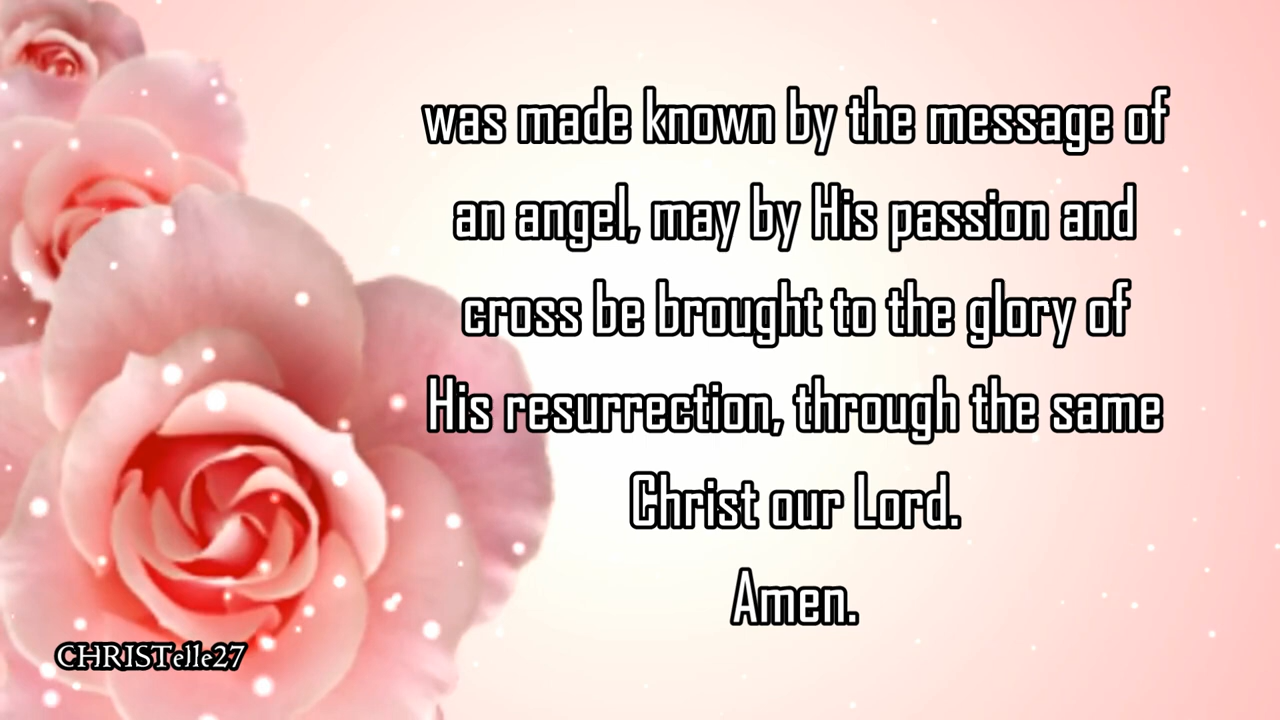 was made known by the message of
an angel, may by His passion and
cross be brought to the glory of
His resurrection, through the same
Christ our Lord.
Amen.
CHRISTelle27